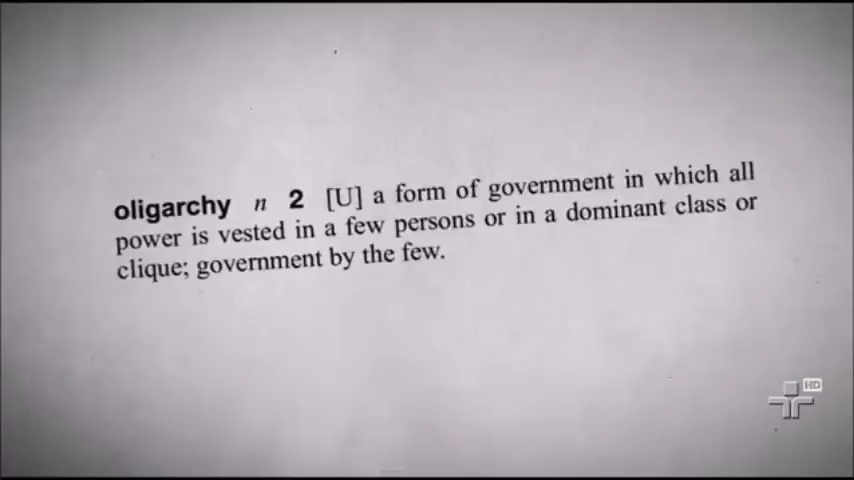 oligarchy n 2 [U] a form of government in which all
power is vested in a few persons or in a dominant class or
clique; government by the few.
HD